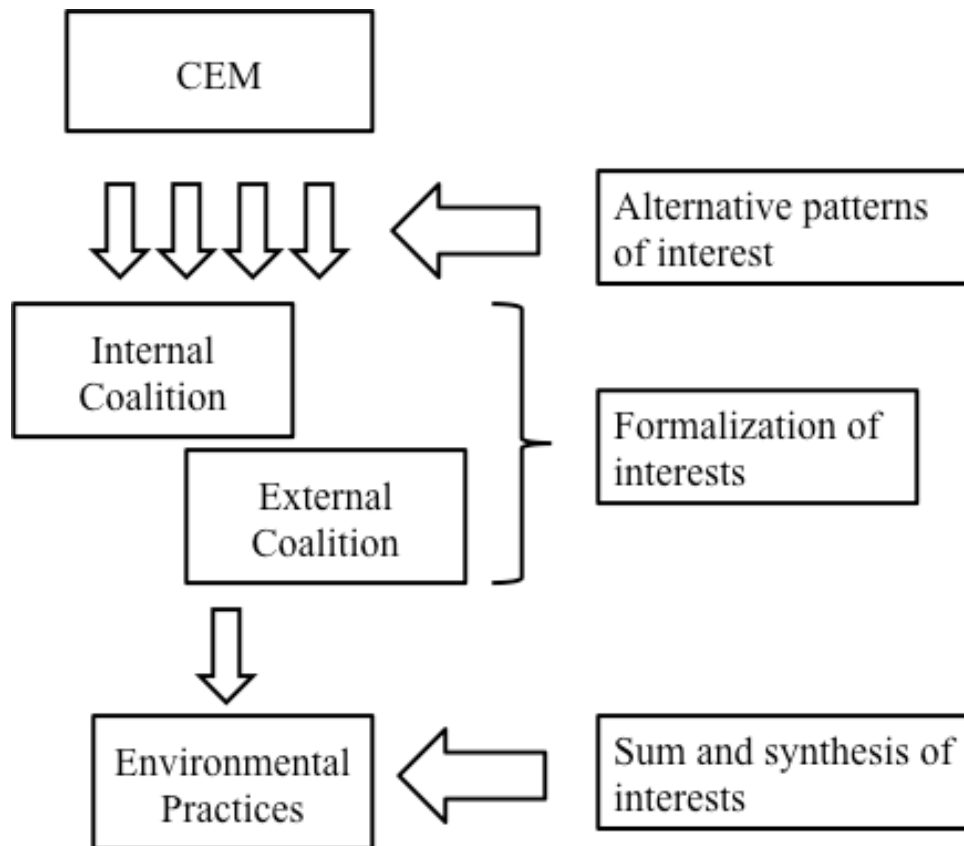 CEM
Alternative patterns
of interest
Internal
Coalition
Formalization of
interests
External
Coalition
Environmental
Practices
Sum and synthesis of
interests